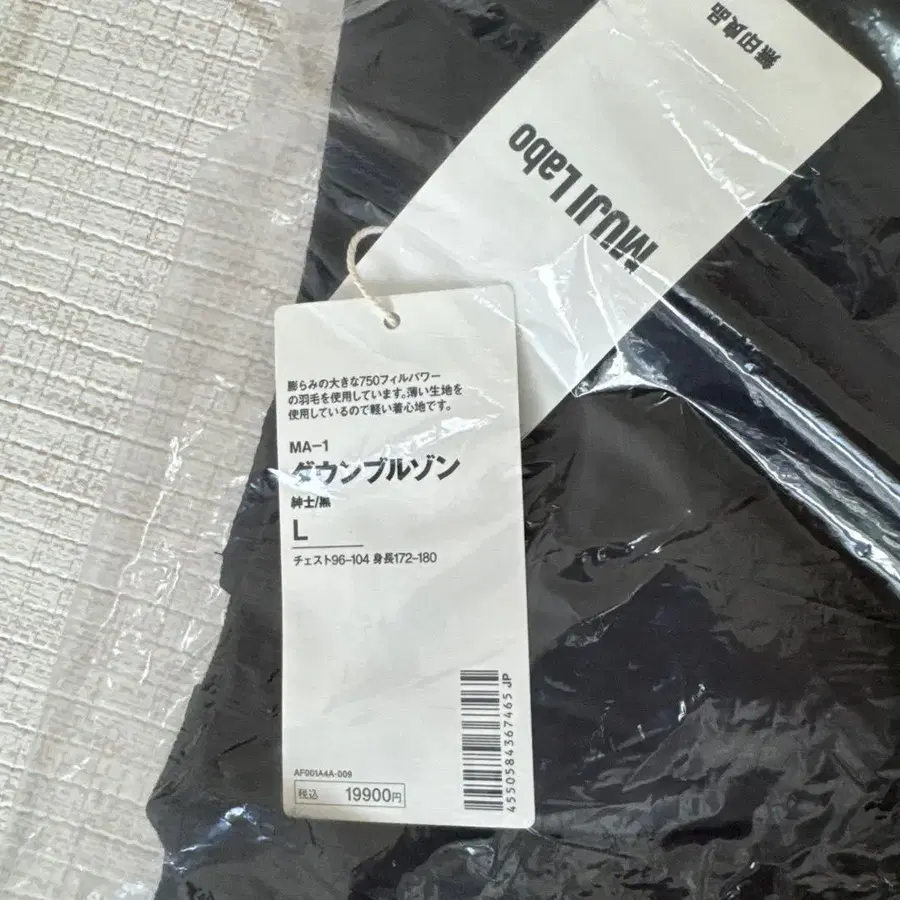 無印良品
MUJI Labo
膨らみの大きな750フィルパワー
の羽毛を使用しています。薄い生地を
使用しているので軽い着心地です。
MA-1
ダウンブルゾン
紳士/黒
L
チェスト96-104 身長172-180
4550584367465 JP
AF001A4A-009
税込 19900円